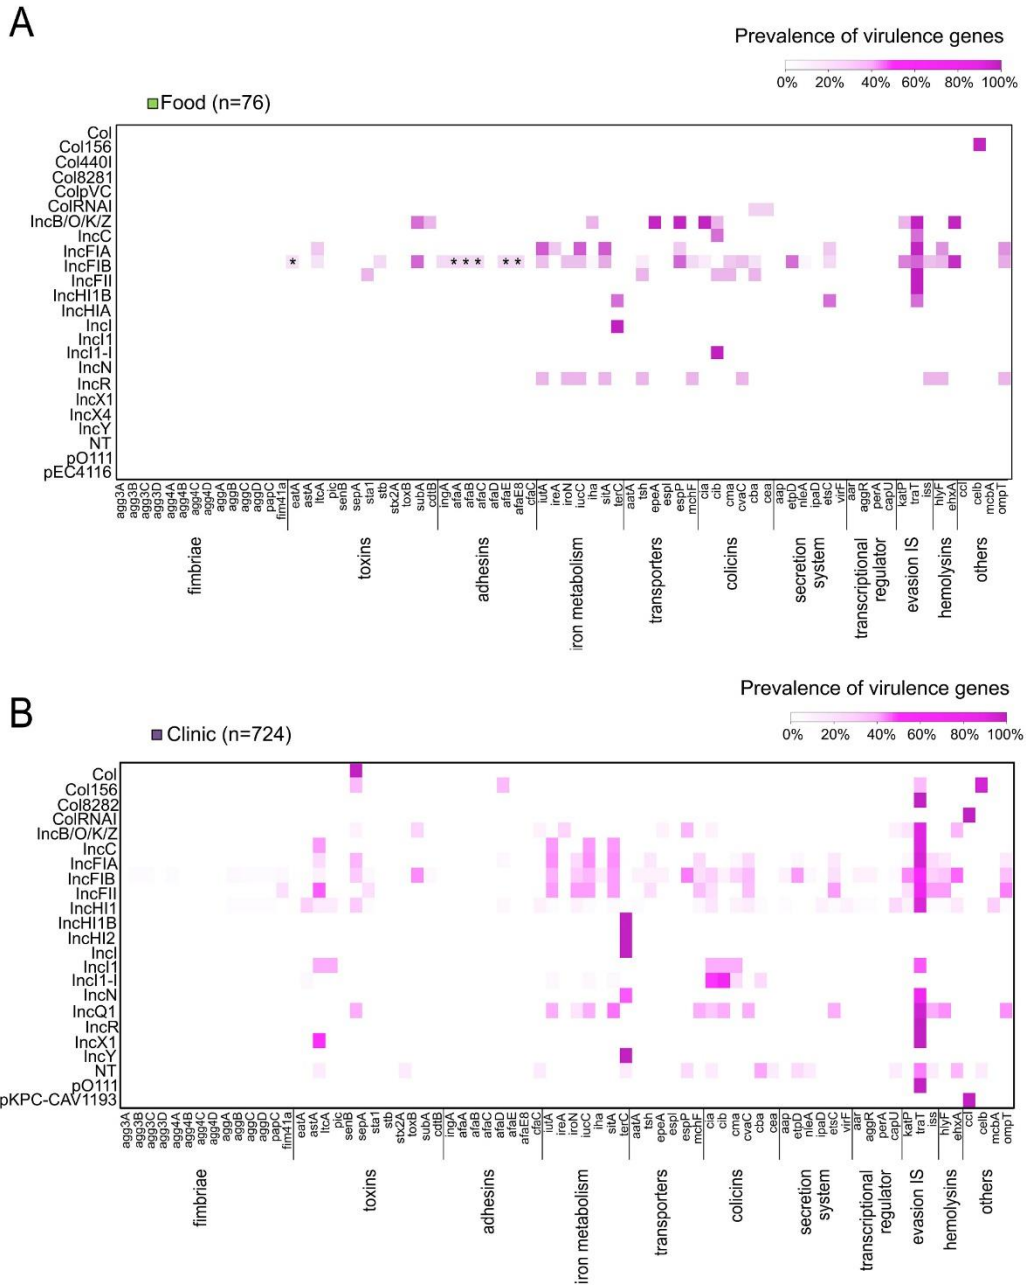 A
Prevalence of virulence genes
0% 20% 40% 60% 80% 100%
Food (n=76)
Col
Col156
Col440I
Col8281
ColpVC
ColRNAI
IncB/O/K/Z
IncC
IncFIA
IncFIB
IncFII
IncHI1B
IncHIA
IncI
IncI1
IncI1-I
IncN
IncR
IncX1
IncX4
IncY
NT
pO111
pEC4116
* * * * * *
agg3A agg3B agg3C agg3D agg4A agg4B agg4C agg4D aggA aggB aggC aggD papC fim41a eatA astA ltcA pic senB sepA sta1 stb stx2A toxB subA cdtB ingA afaA afaB afaC afaD afaE afaE8 cfaC iutA ireA iroN iucC iha sitA terC aatA tsh epeA espI espP mchF cia cib cma cvaC cba cea aap etpD nleA ipaD etsC virF aar aggR perA capU katP traT iss hlyF ehxA ccl celb mcbA ompT
fimbriae
toxins
adhesins
iron metabolism
transporters
colicins
secretion system
transcriptional regulator
evasion IS
hemolysins
others
B
Prevalence of virulence genes
0% 20% 40% 60% 80% 100%
Clinic (n=724)
Col
Col156
Col8282
ColRNAI
IncB/O/K/Z
IncC
IncFIA
IncFIB
IncFII
IncHI1
IncHI1B
IncHI2
IncI
IncI1
IncI1-I
IncN
IncQ1
IncR
IncX1
IncY
NT
pO111
pKPC-CAV1193
agg3A agg3B agg3C agg3D agg4A agg4B agg4C agg4D aggA aggB aggC aggD papC fim41a eatA astA ltcA pic senB sepA sta1 stb stx2A toxB subA cdtB ingA afaA afaB afaC afaD afaE afaE8 cfaC iutA ireA iroN iucC iha sitA terC aatA tsh epeA espI espP mchF cia cib cma cvaC cba cea aap etpD nleA ipaD etsC virF aar aggR perA capU katP traT iss hlyF ehxA ccl celb mcbA ompT
fimbriae
toxins
adhesins
iron metabolism
transporters
colicins
secretion system
transcriptional regulator
evasion IS
hemolysins
others